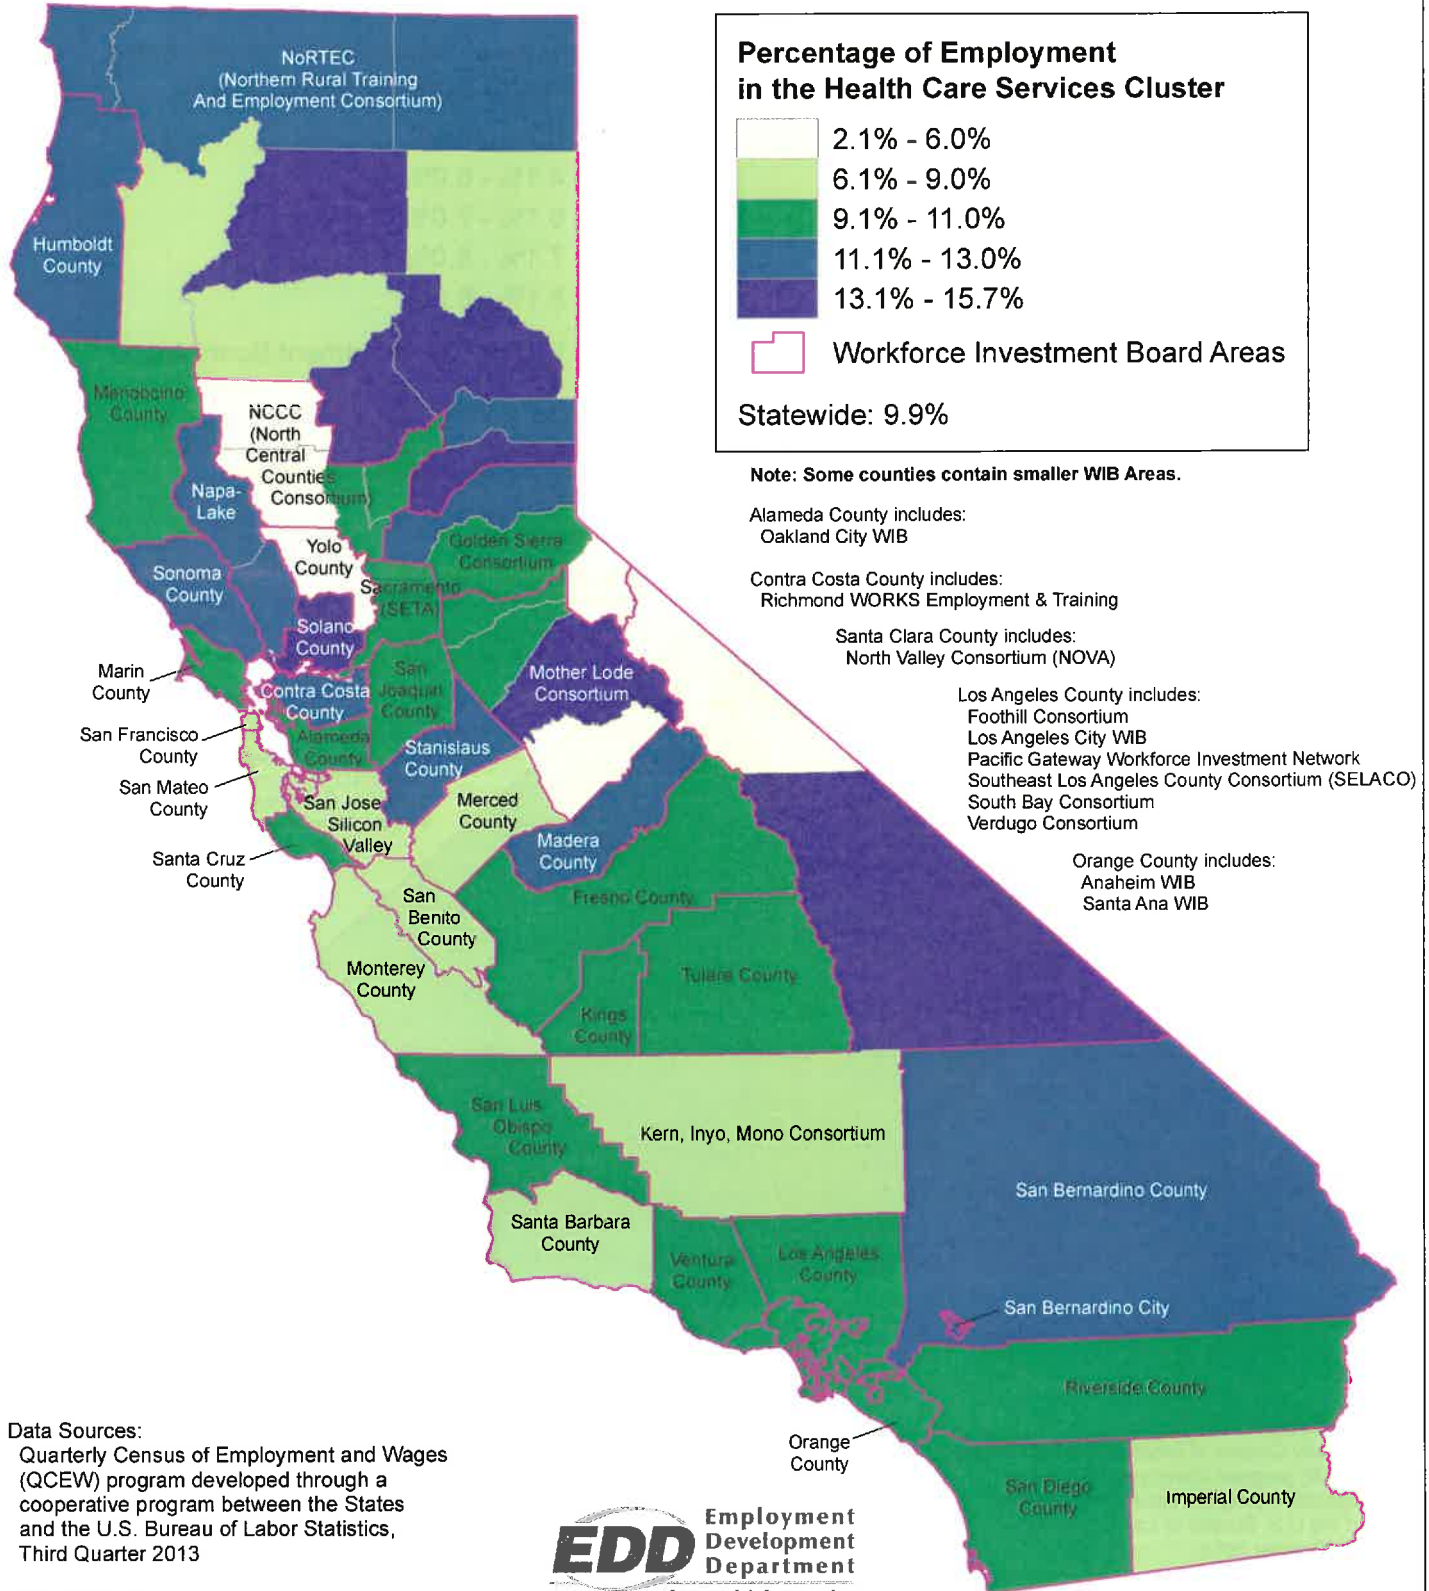 Percentage of Employment
in the Health Care Services Cluster
2.1% - 6.0%
6.1% - 9.0%
9.1% - 11.0%
11.1% - 13.0%
13.1% - 15.7%
Workforce Investment Board Areas
Statewide: 9.9%
Note: Some counties contain smaller WIB Areas.
Alameda County includes:
Oakland City WIB
Contra Costa County includes:
Richmond WORKS Employment & Training
Santa Clara County includes:
North Valley Consortium (NOVA)
Los Angeles County includes:
Foothill Consortium
Los Angeles City WIB
Pacific Gateway Workforce Investment Network
Southeast Los Angeles County Consortium (SELACO)
South Bay Consortium
Verdugo Consortium
Orange County includes:
Anaheim WIB
Santa Ana WIB
NoRTEC
(Northern Rural Training
And Employment Consortium)
Humboldt
County
Mendocino
County
NCCC
(North
Central
Counties
Consortium)
Napa-
Lake
Yolo
County
Golden Sierra
Consortium
Sonoma
County
Sacramento
(SETA)
Solano
County
Marin
County
Contra Costa
County
San
Joaquin
County
Mother Lode
Consortium
San Francisco
County
Alameda
County
Stanislaus
County
San Mateo
County
San Jose
Silicon
Valley
Merced
County
Santa Cruz
County
Madera
County
San
Benito
County
Fresno County
Monterey
County
Tulare County
Kings
County
San Luis
Obispo
County
Kern, Inyo, Mono Consortium
San Bernardino County
Santa Barbara
County
Ventura
County
Los Angeles
County
San Bernardino City
Riverside County
Orange
County
San Diego
County
Imperial County
Data Sources:
Quarterly Census of Employment and Wages
(QCEW) program developed through a
cooperative program between the States
and the U.S. Bureau of Labor Statistics,
Third Quarter 2013
EDD
Employment
Development
Department